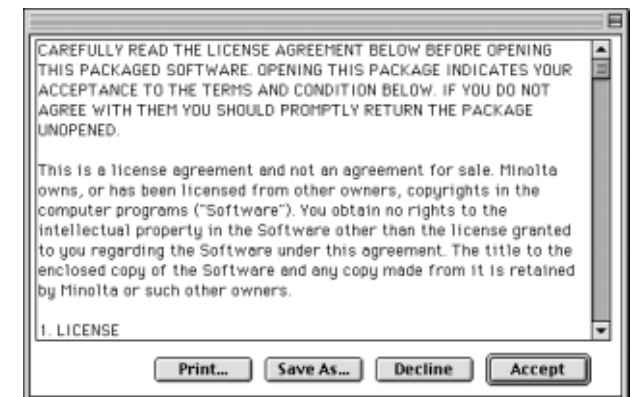 CAREFULLY READ THE LICENSE AGREEMENT BELOW BEFORE OPENING
THIS PACKAGED SOFTWARE. OPENING THIS PACKAGE INDICATES YOUR
ACCEPTANCE TO THE TERMS AND CONDITION BELOW. IF YOU DO NOT
AGREE WITH THEM YOU SHOULD PROMPTLY RETURN THE PACKAGE
UNOPENED.
This is a license agreement and not an agreement for sale. Minolta
owns, or has been licensed from other owners, copyrights in the
computer programs ("Software"). You obtain no rights to the
intellectual property in the Software other than the license granted
to you regarding the Software under this agreement. The title to the
enclosed copy of the Software and any copy made from it is retained
by Minolta or such other owners.
1. LICENSE
Print... Save As... Decline Accept